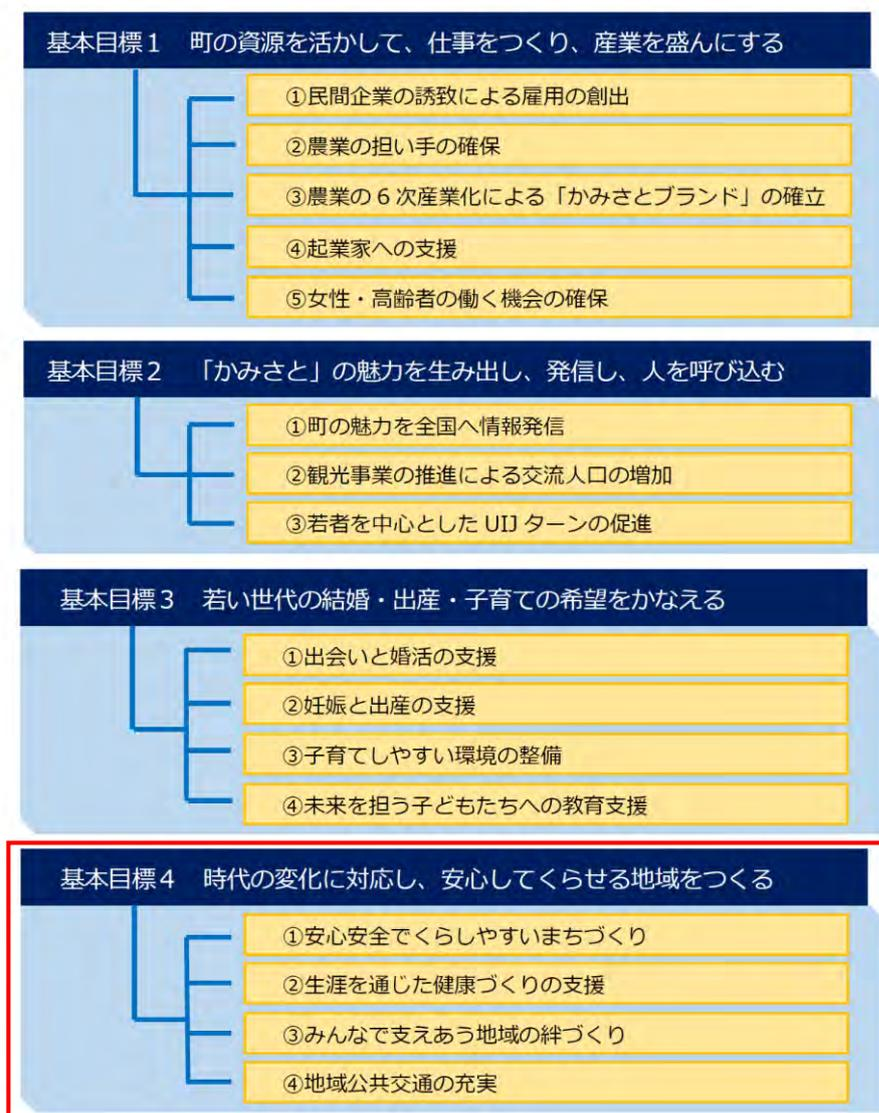 基本目標1 町の資源を活かして、仕事をつくり、産業を盛んにする
①民間企業の誘致による雇用の創出
②農業の担い手の確保
③農業の6次産業化による「かみさとブランド」の確立
④起業家への支援
⑤女性・高齢者の働く機会の確保
基本目標2 「かみさと」の魅力を生み出し、発信し、人を呼び込む
①町の魅力を全国へ情報発信
②観光事業の推進による交流人口の増加
③若者を中心としたUIJターンの促進
基本目標3 若い世代の結婚・出産・子育ての希望をかなえる
①出会いと婚活の支援
②妊娠と出産の支援
③子育てしやすい環境の整備
④未来を担う子どもたちへの教育支援
基本目標4 時代の変化に対応し、安心してくらせる地域をつくる
①安心安全でくらしやすいまちづくり
②生涯を通じた健康づくりの支援
③みんなで支えあう地域の絆づくり
④地域公共交通の充実